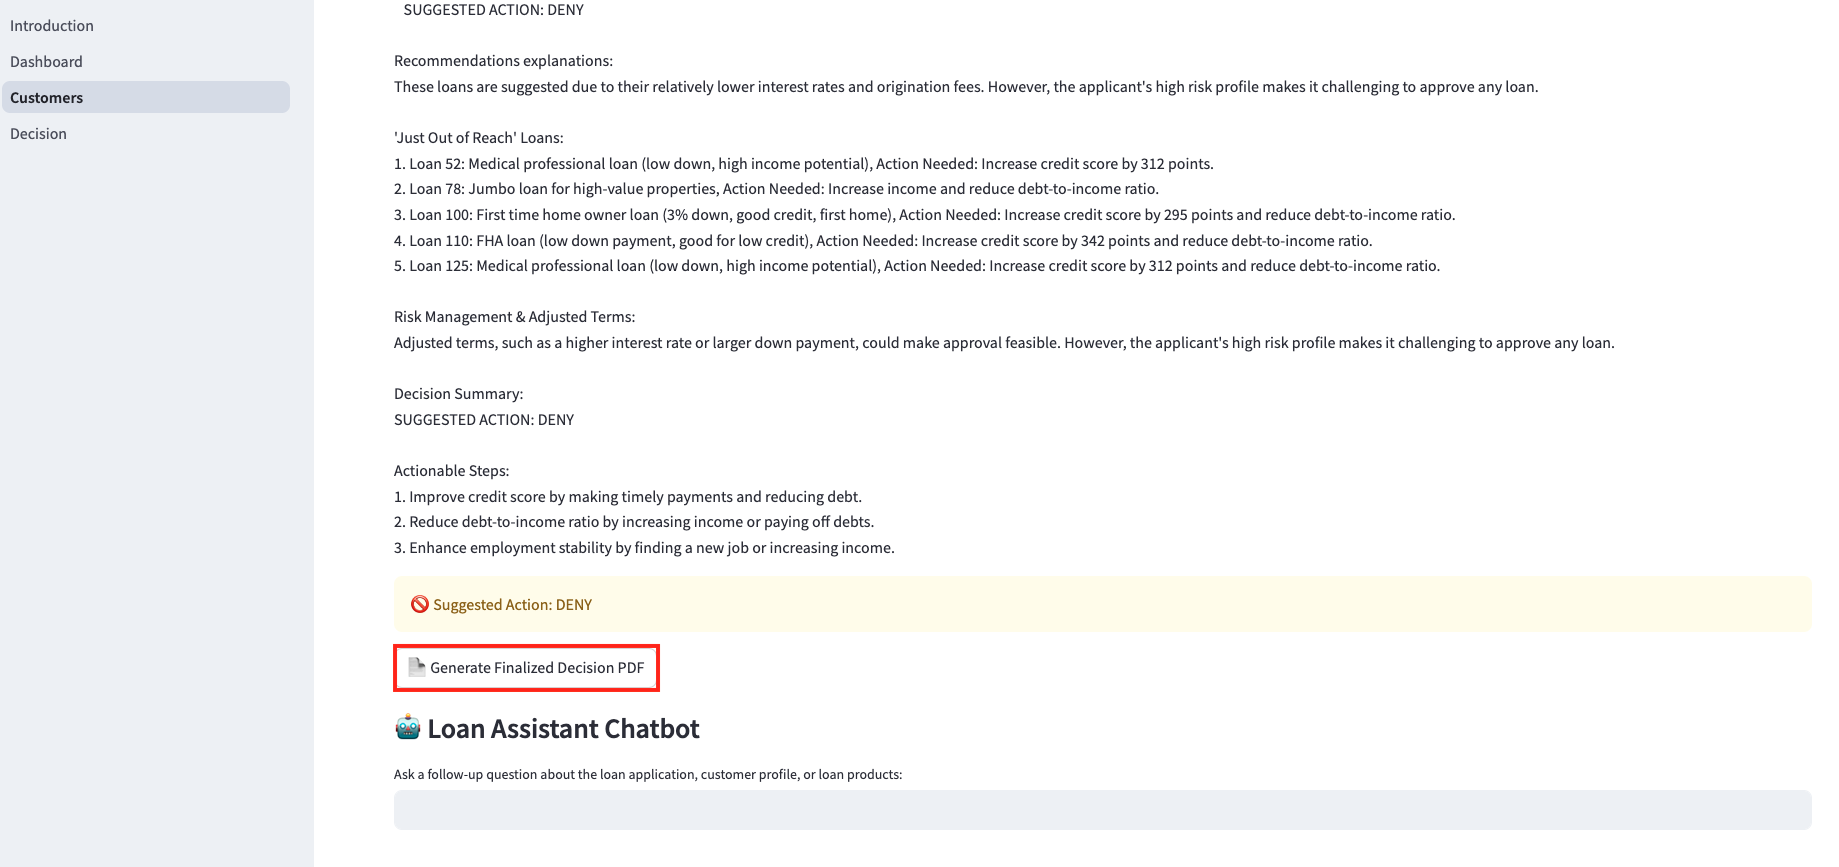 Introduction
Dashboard
Customers
Decision
SUGGESTED ACTION: DENY
Recommendations explanations:
These loans are suggested due to their relatively lower interest rates and origination fees. However, the applicant's high risk profile makes it challenging to approve any loan.
'Just Out of Reach' Loans:
1. Loan 52: Medical professional loan (low down, high income potential), Action Needed: Increase credit score by 312 points.
2. Loan 78: Jumbo loan for high-value properties, Action Needed: Increase income and reduce debt-to-income ratio.
3. Loan 100: First time home owner loan (3% down, good credit, first home), Action Needed: Increase credit score by 295 points and reduce debt-to-income ratio.
4. Loan 110: FHA loan (low down payment, good for low credit), Action Needed: Increase credit score by 342 points and reduce debt-to-income ratio.
5. Loan 125: Medical professional loan (low down, high income potential), Action Needed: Increase credit score by 312 points and reduce debt-to-income ratio.
Risk Management & Adjusted Terms:
Adjusted terms, such as a higher interest rate or larger down payment, could make approval feasible. However, the applicant's high risk profile makes it challenging to approve any loan.
Decision Summary:
SUGGESTED ACTION: DENY
Actionable Steps:
1. Improve credit score by making timely payments and reducing debt.
2. Reduce debt-to-income ratio by increasing income or paying off debts.
3. Enhance employment stability by finding a new job or increasing income.
Suggested Action: DENY
Generate Finalized Decision PDF
Loan Assistant Chatbot
Ask a follow-up question about the loan application, customer profile, or loan products: